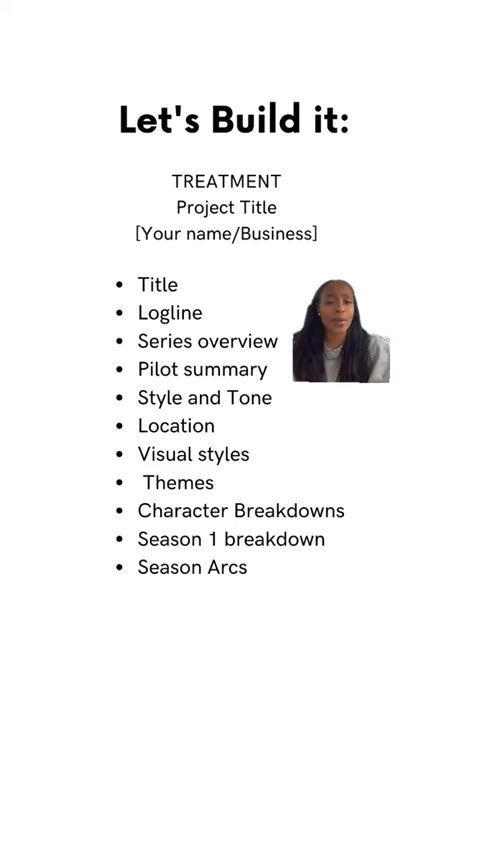 Let's Build it:
TREATMENT
Project Title
[Your name/Business]
• Title
• Logline
• Series overview
• Pilot summary
• Style and Tone
• Location
• Visual styles
• Themes
• Character Breakdowns
• Season 1 breakdown
• Season Arcs